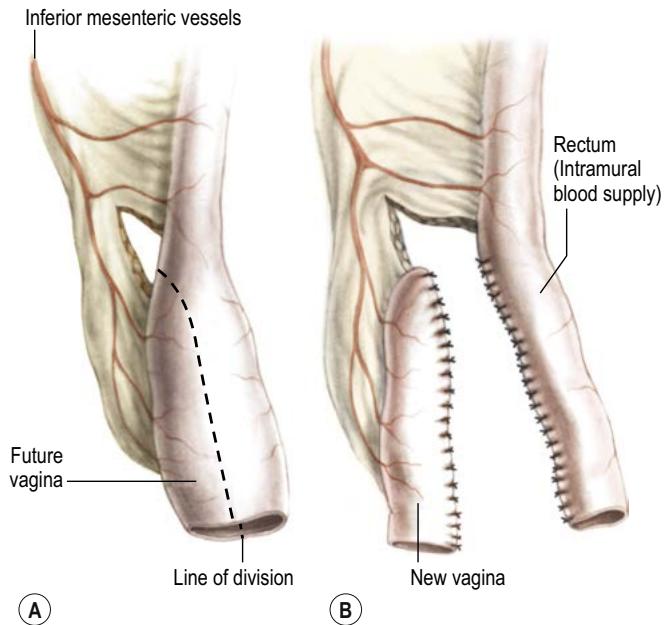 Inferior mesenteric vessels
Future
vagina
Line of division
A
Rectum
(Intramural
blood supply)
New vagina
B